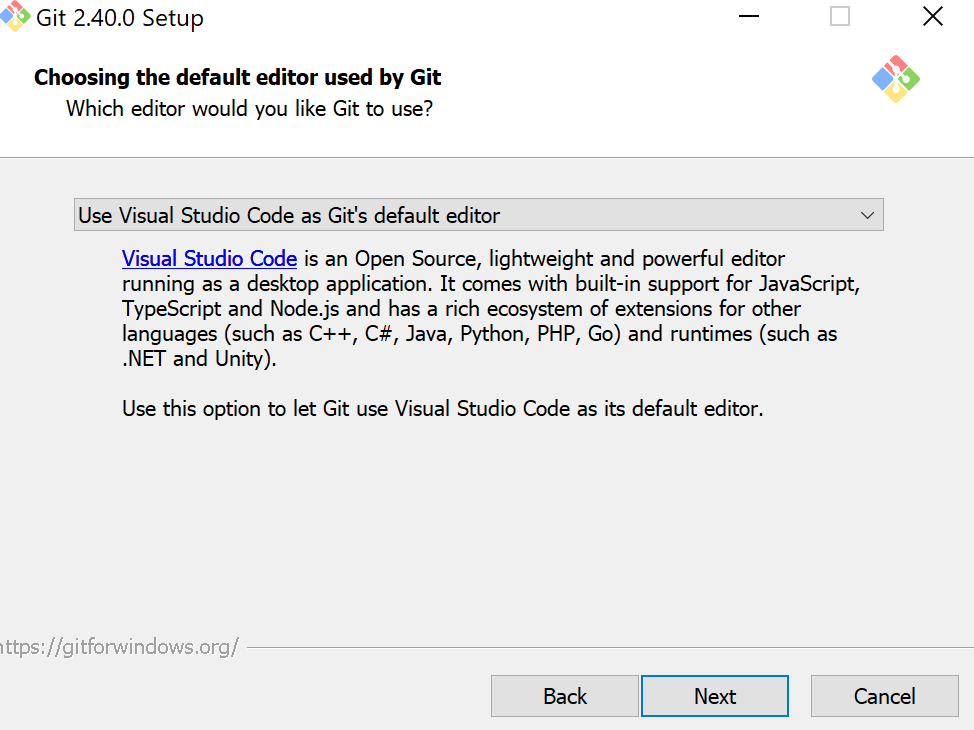 Git 2.40.0 Setup
Choosing the default editor used by Git
Which editor would you like Git to use?
Use Visual Studio Code as Git's default editor
Visual Studio Code is an Open Source, lightweight and powerful editor
running as a desktop application. It comes with built-in support for JavaScript,
TypeScript and Node.js and has a rich ecosystem of extensions for other
languages (such as C++, C#, Java, Python, PHP, Go) and runtimes (such as
.NET and Unity).
Use this option to let Git use Visual Studio Code as its default editor.
https://gitforwindows.org/
Back
Next
Cancel